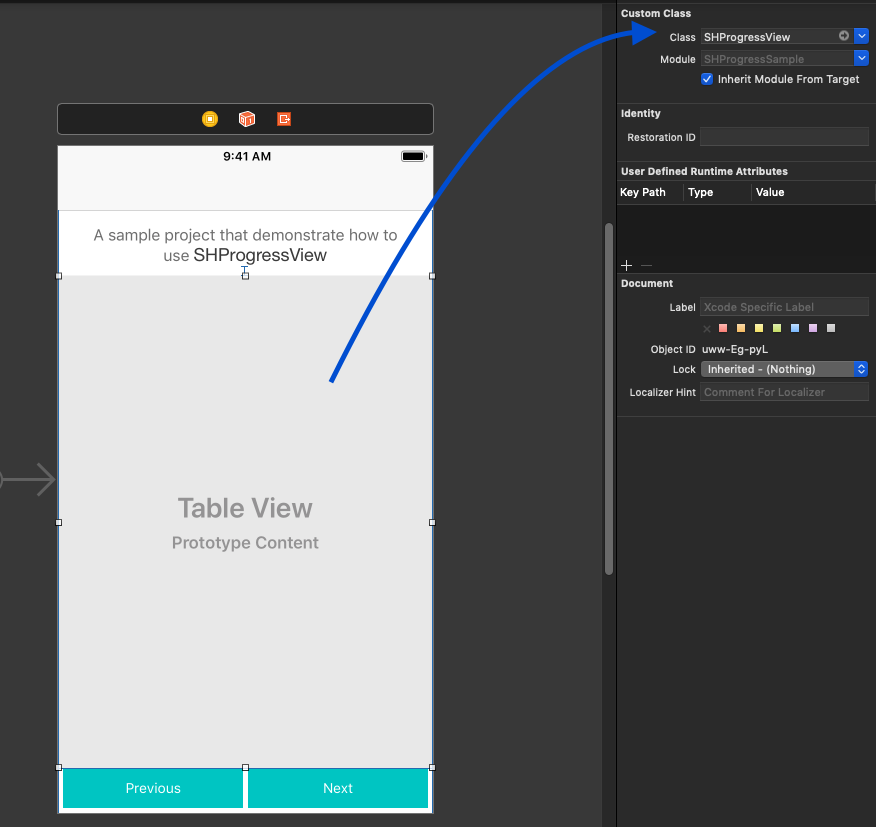 9:41 AM
A sample project that demonstrate how to
use SHProgressView
Table View
Prototype Content
Previous
Next
Custom Class
Class SHProgressView
Module SHProgressSample
Inherit Module From Target
Identity
Restoration ID
User Defined Runtime Attributes
Key Path Type Value
Document
Label Xcode Specific Label
Object ID uww-Eg-pyL
Lock Inherited - (Nothing)
Localizer Hint Comment For Localizer